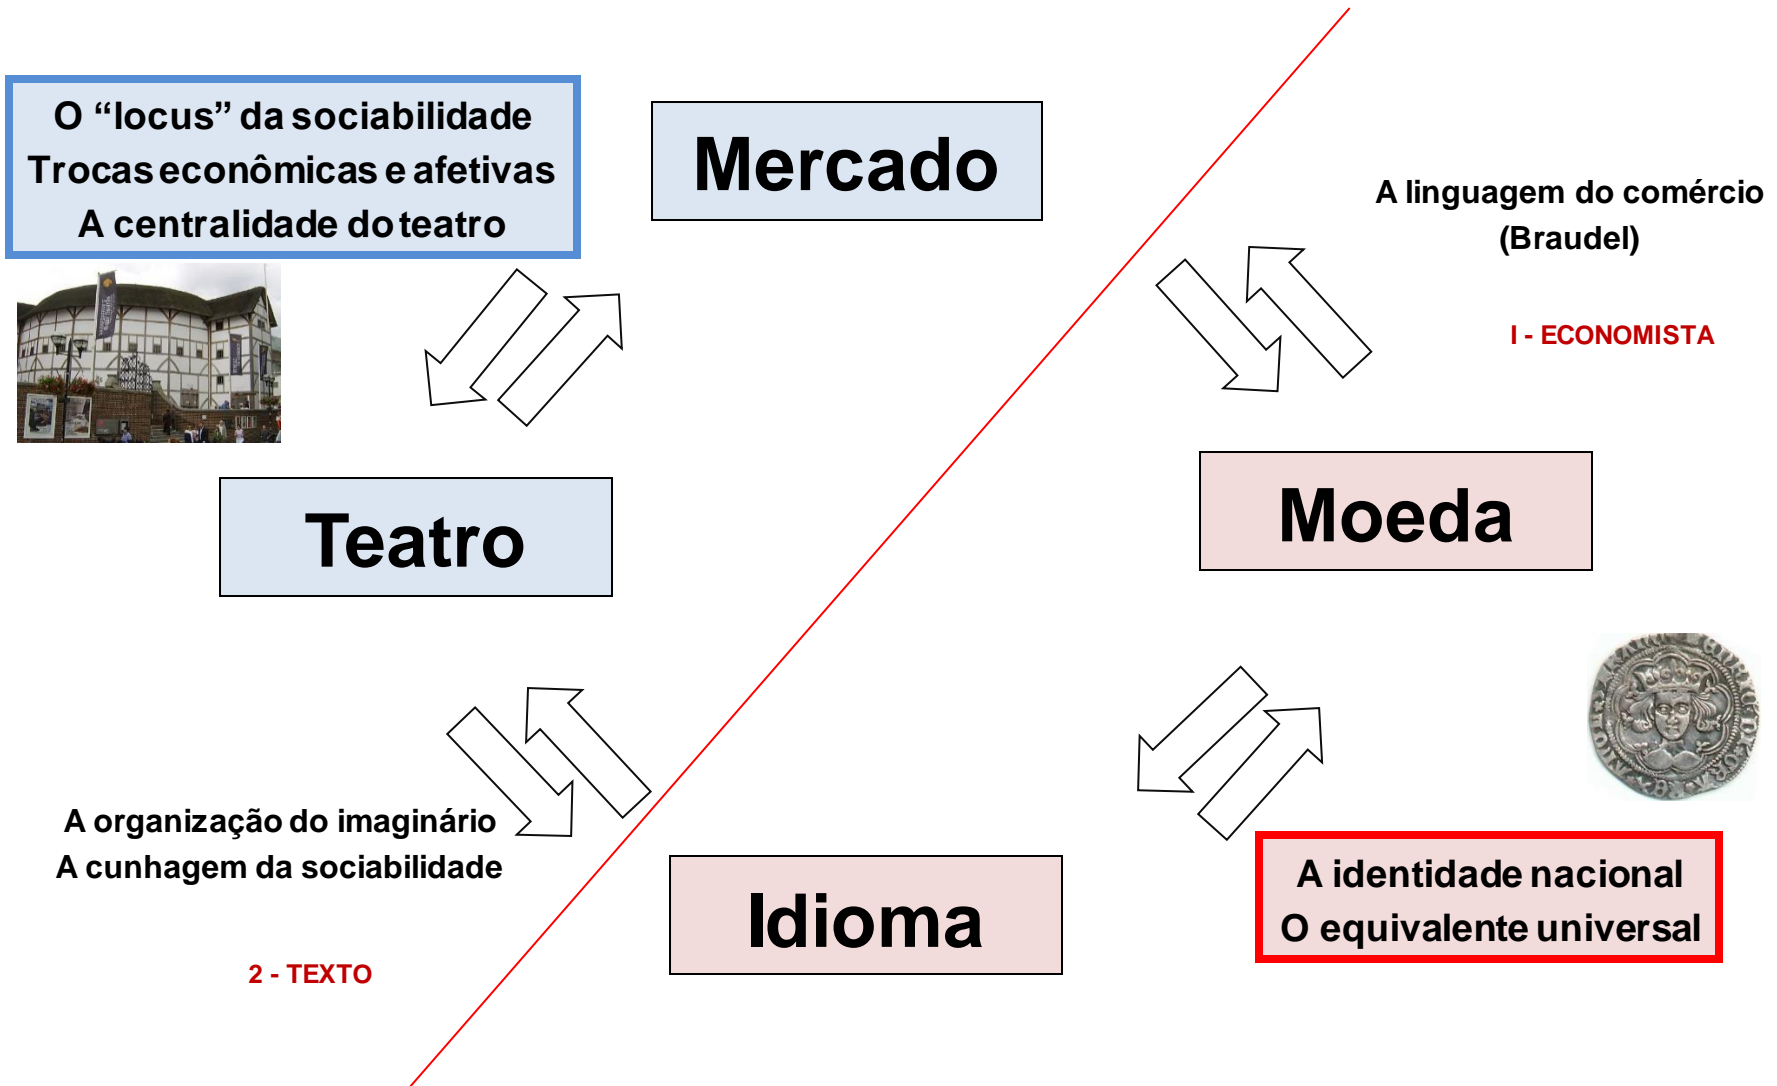 O “locus” da sociabilidade
Trocas econômicas e afetivas
A centralidade do teatro
Mercado
A linguagem do comércio
(Braudel)
I - ECONOMISTA
Teatro
Moeda
A organização do imaginário
A cunhagem da sociabilidade
2 - TEXTO
Idioma
A identidade nacional
O equivalente universal